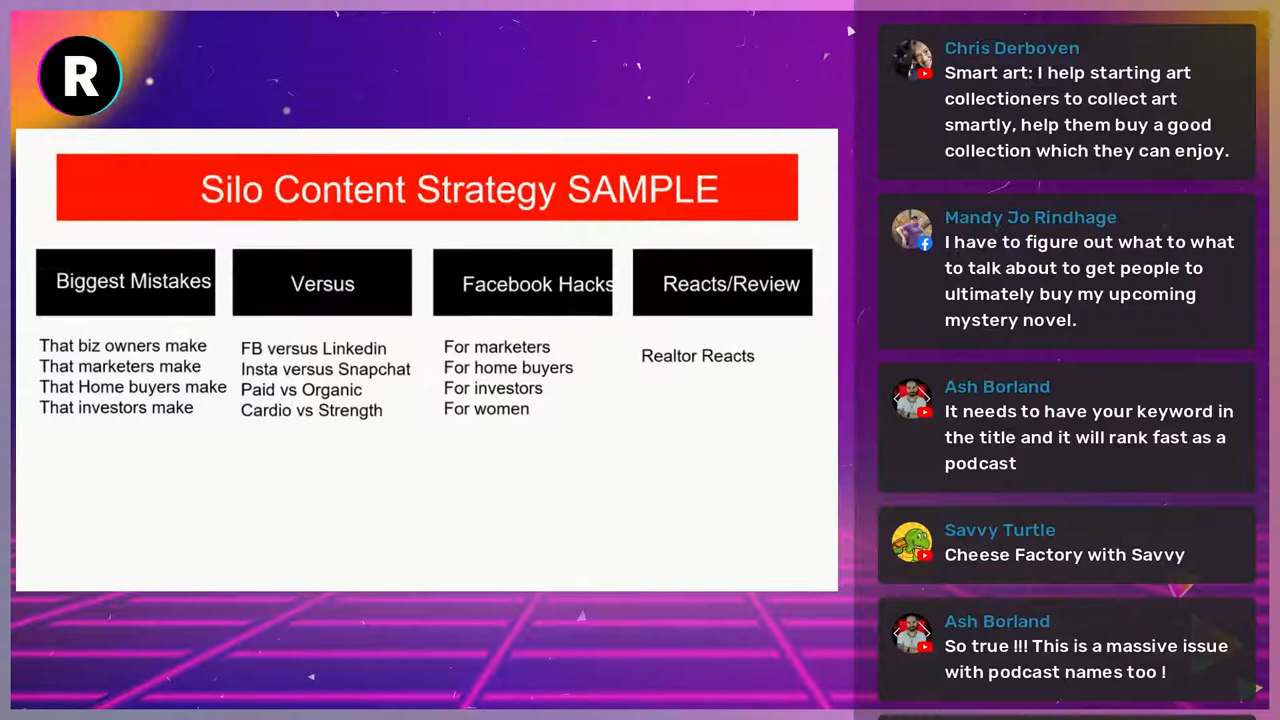 R
Silo Content Strategy SAMPLE
Biggest Mistakes
That biz owners make
That marketers make
That Home buyers make
That investors make
Versus
FB versus Linkedin
Insta versus Snapchat
Paid vs Organic
Cardio vs Strength
Facebook Hacks
For marketers
For home buyers
For investors
For women
Reacts/Review
Realtor Reacts
Chris Derboven
Smart art: I help starting art
collectioners to collect art
smartly, help them buy a good
collection which they can enjoy.
Mandy Jo Rindhage
I have to figure out what to what
to talk about to get people to
ultimately buy my upcoming
mystery novel.
Ash Borland
It needs to have your keyword in
the title and it will rank fast as a
podcast
Savvy Turtle
Cheese Factory with Savvy
Ash Borland
So true !!! This is a massive issue
with podcast names too !